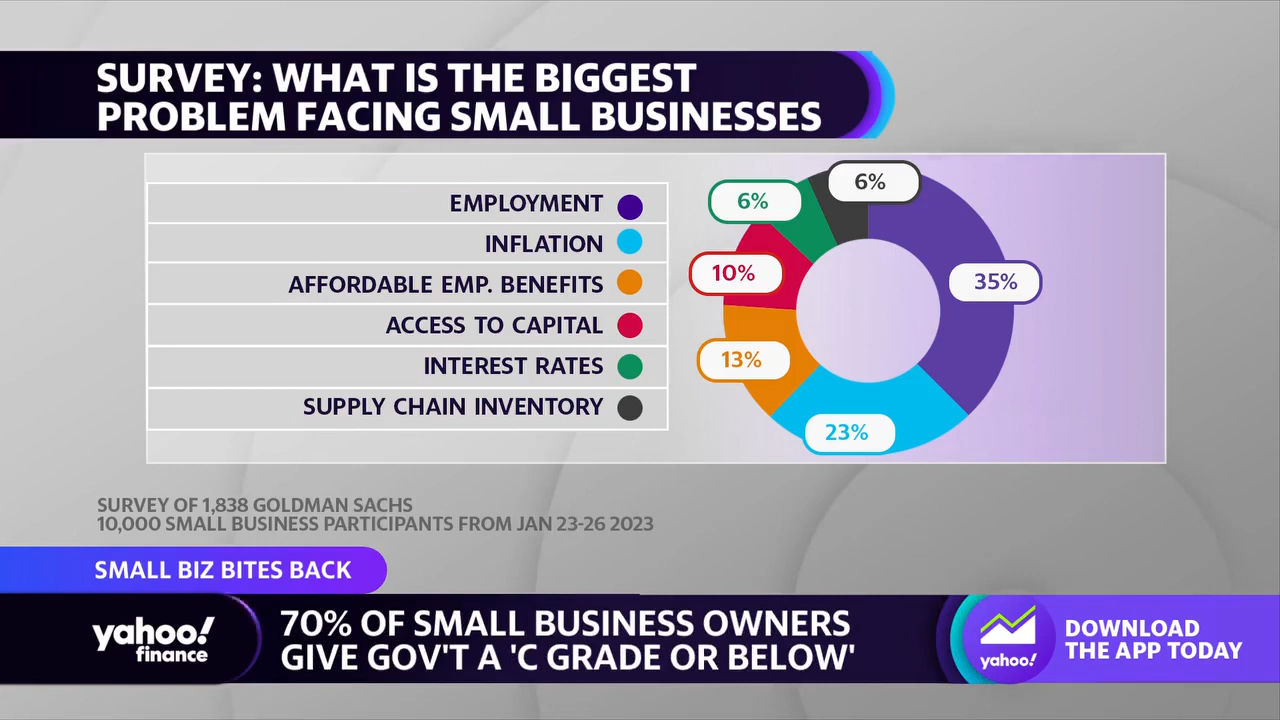 SURVEY: WHAT IS THE BIGGEST
PROBLEM FACING SMALL BUSINESSES
EMPLOYMENT
INFLATION
AFFORDABLE EMP. BENEFITS
ACCESS TO CAPITAL
INTEREST RATES
SUPPLY CHAIN INVENTORY
6%
6%
10%
35%
13%
23%
SURVEY OF 1,838 GOLDMAN SACHS
10,000 SMALL BUSINESS PARTICIPANTS FROM JAN 23-26 2023
SMALL BIZ BITES BACK
yahoo!
finance
70% OF SMALL BUSINESS OWNERS
GIVE GOV'T A 'C GRADE OR BELOW'
yahoo!
DOWNLOAD
THE APP TODAY